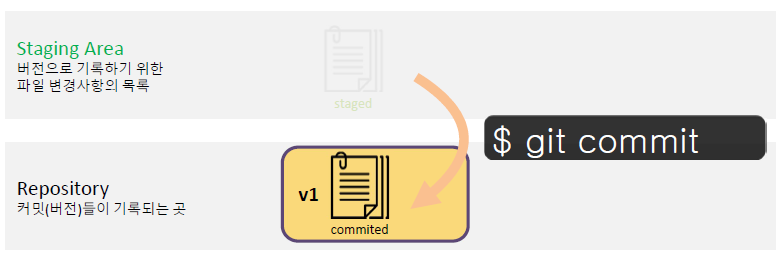 Staging Area
버전으로 기록하기 위한
파일 변경사항의 목록
staged
$ git commit
Repository
커밋(버전)들이 기록되는 곳
v1
commited